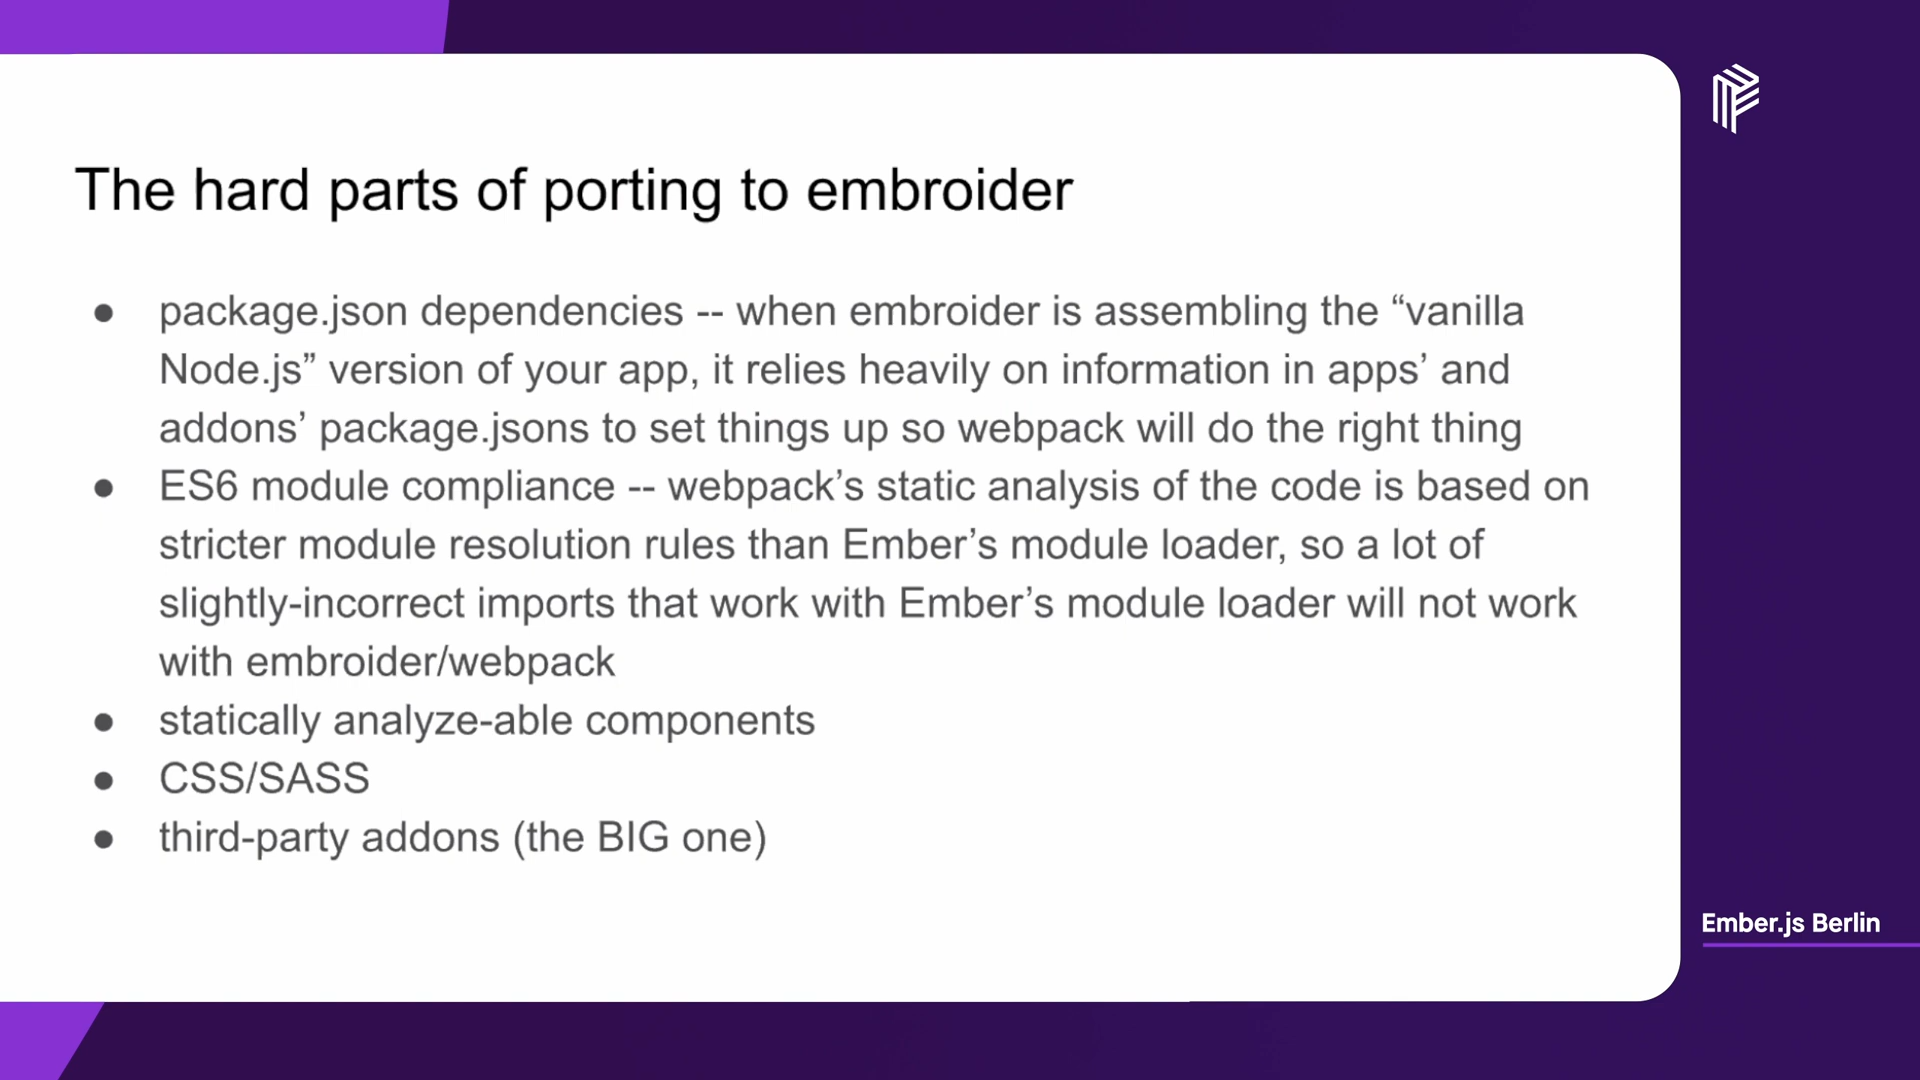 The hard parts of porting to embroider
● package.json dependencies -- when embroider is assembling the “vanilla
Node.js” version of your app, it relies heavily on information in apps’ and
addons’ package.jsons to set things up so webpack will do the right thing
● ES6 module compliance -- webpack’s static analysis of the code is based on
stricter module resolution rules than Ember’s module loader, so a lot of
slightly-incorrect imports that work with Ember’s module loader will not work
with embroider/webpack
● statically analyze-able components
● CSS/SASS
● third-party addons (the BIG one)
Ember.js Berlin